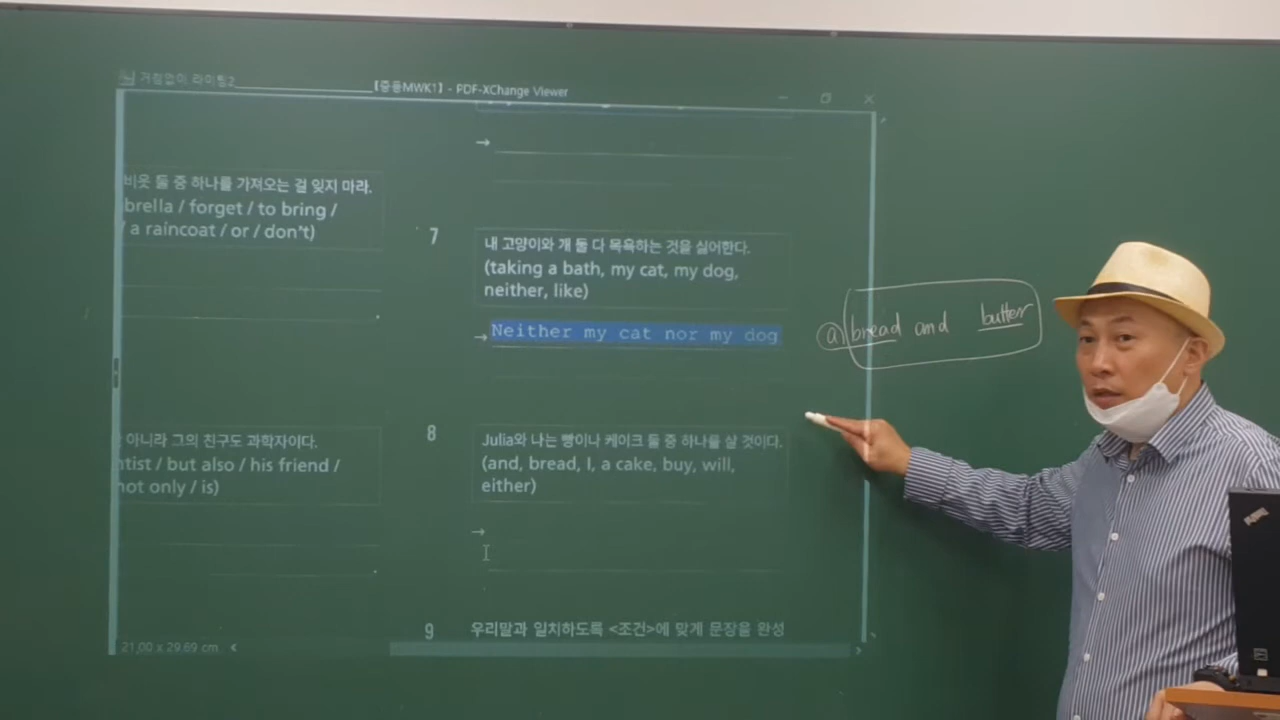 거침없이 라이팅2 【중등MWK1】 - PDF-XChange Viewer
비옷 둘 중 하나를 가져오는 걸 잊지 마라.
brella / forget / to bring /
/ a raincoat / or / don't)
아니라 그의 친구도 과학자이다.
ntist / but also / his friend /
not only / is)
→
7
내 고양이와 개 둘 다 목욕하는 것을 싫어한다.
(taking a bath, my cat, my dog,
neither, like)
→ Neither my cat nor my dog
8
Julia와 나는 빵이나 케이크 둘 중 하나를 살 것이다.
(and, bread, I, a cake, buy, will,
either)
→
9 우리말과 일치하도록 <조건>에 맞게 문장을 완성
21,00 x 29,69 cm
a bread and butter